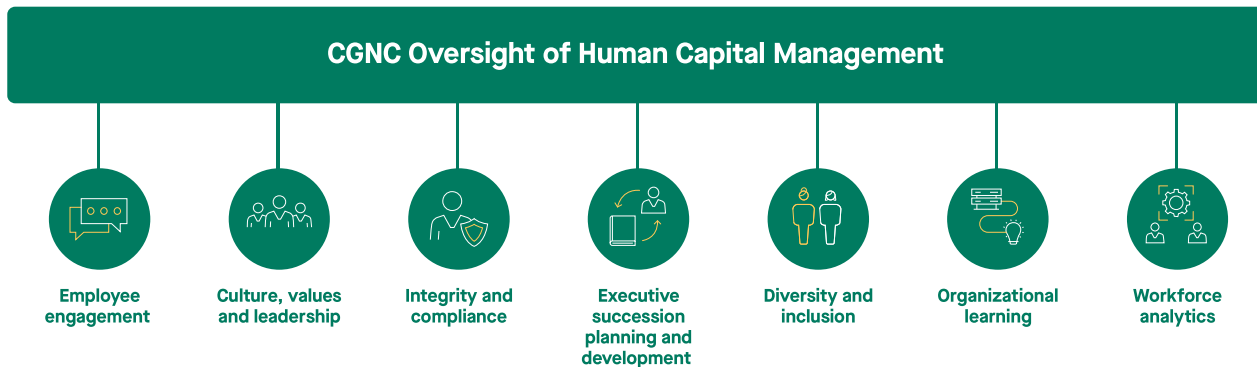 CGNC Oversight of Human Capital Management
Employee
engagement
Culture, values
and leadership
Integrity and
compliance
Executive
succession
planning and
development
Diversity and
inclusion
Organizational
learning
Workforce
analytics